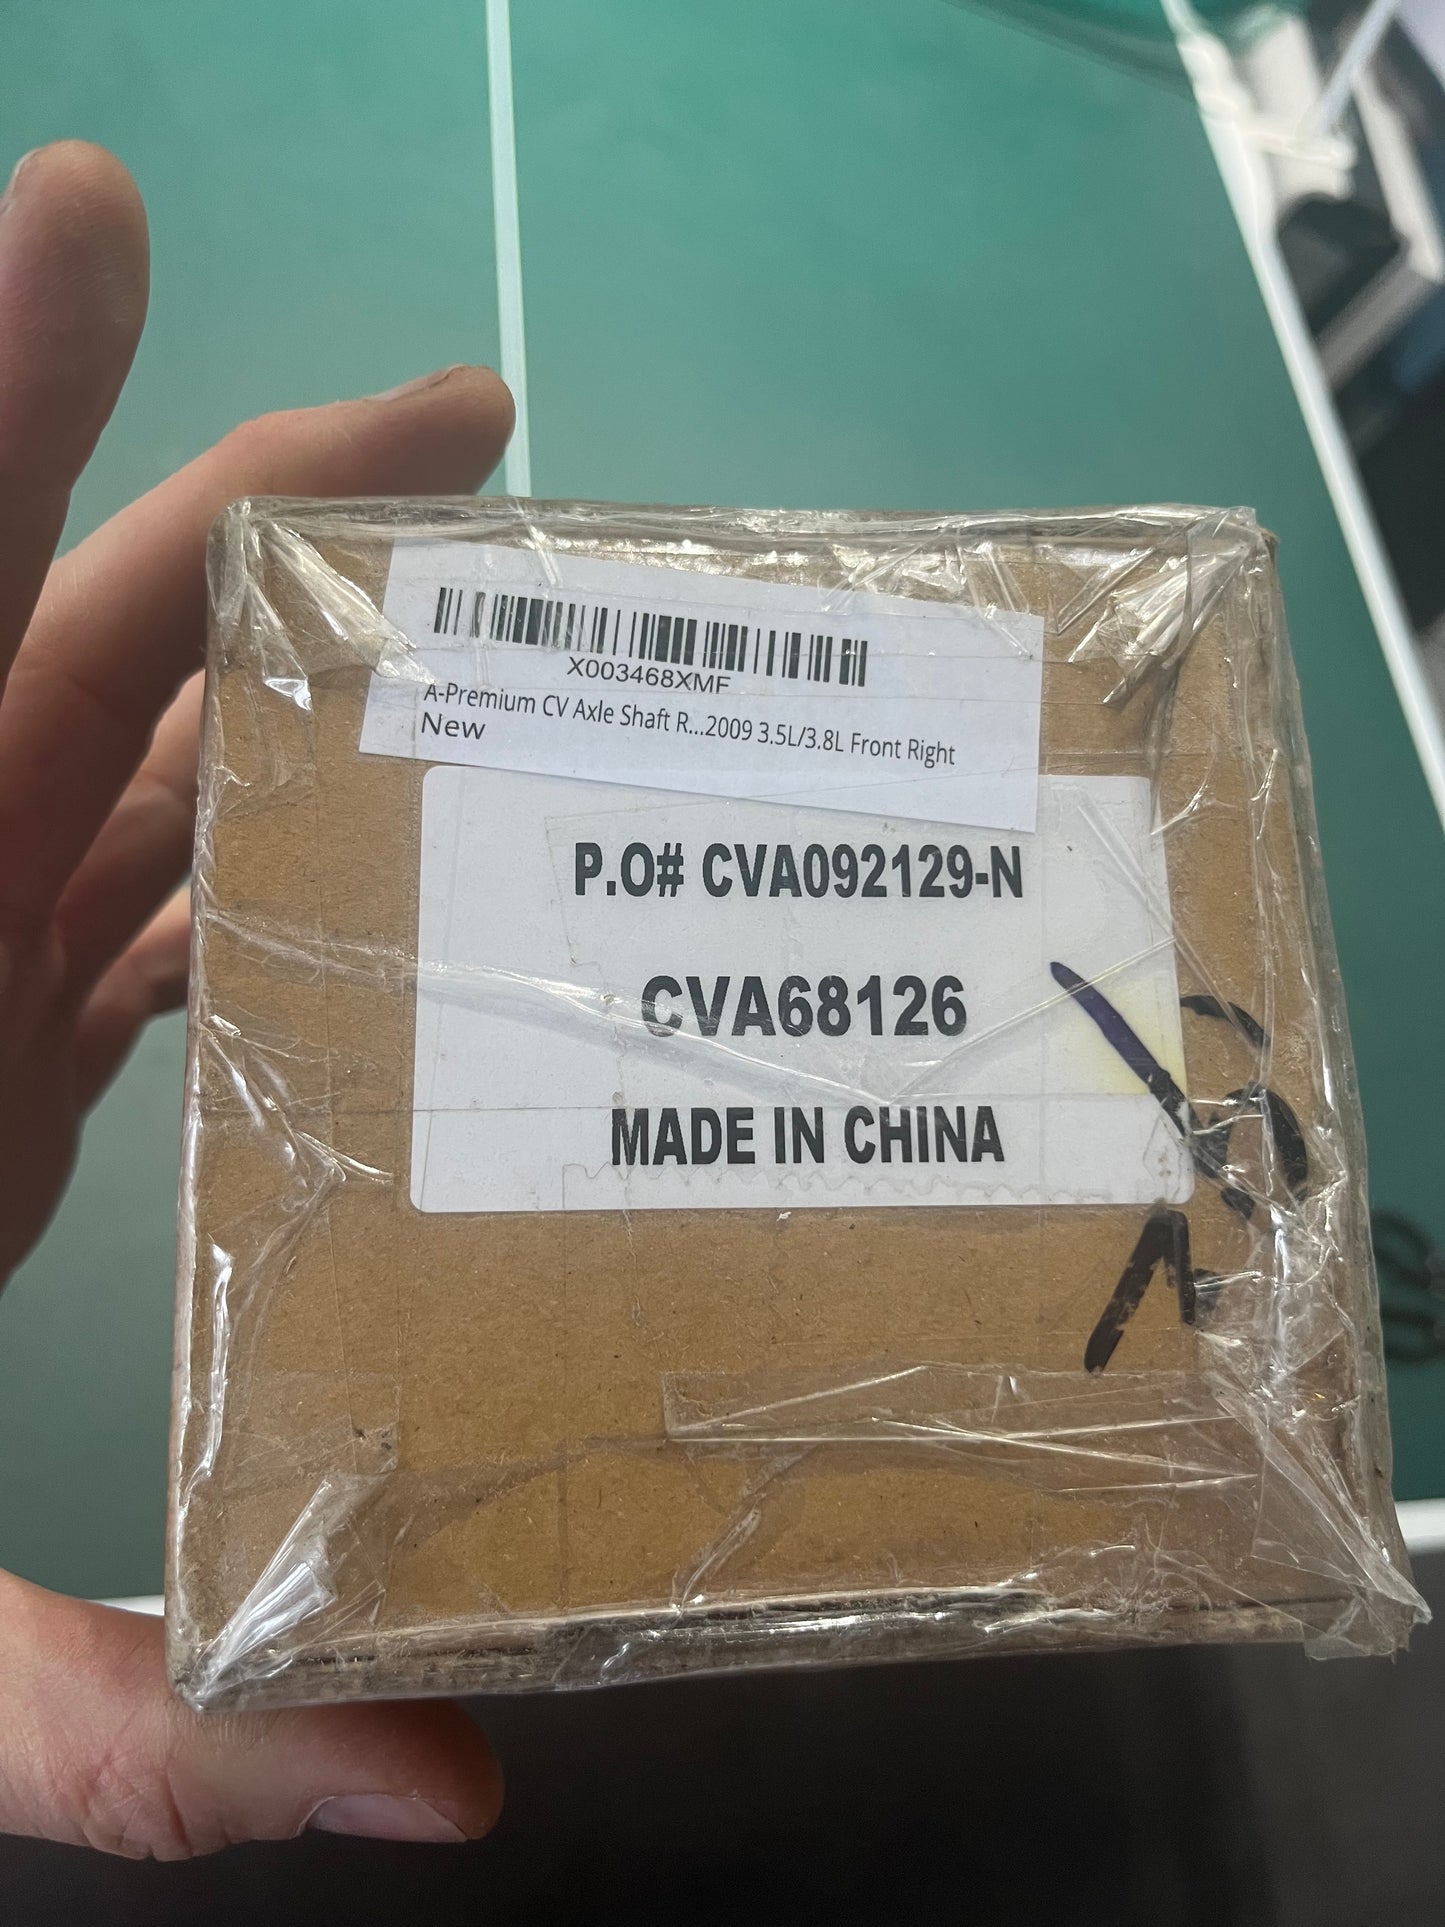 X003468XMF
A-Premium CV Axle Shaft R...2009 3.5L/3.8L Front Right
New
P.O# CVA092129-N
CVA68126
MADE IN CHINA